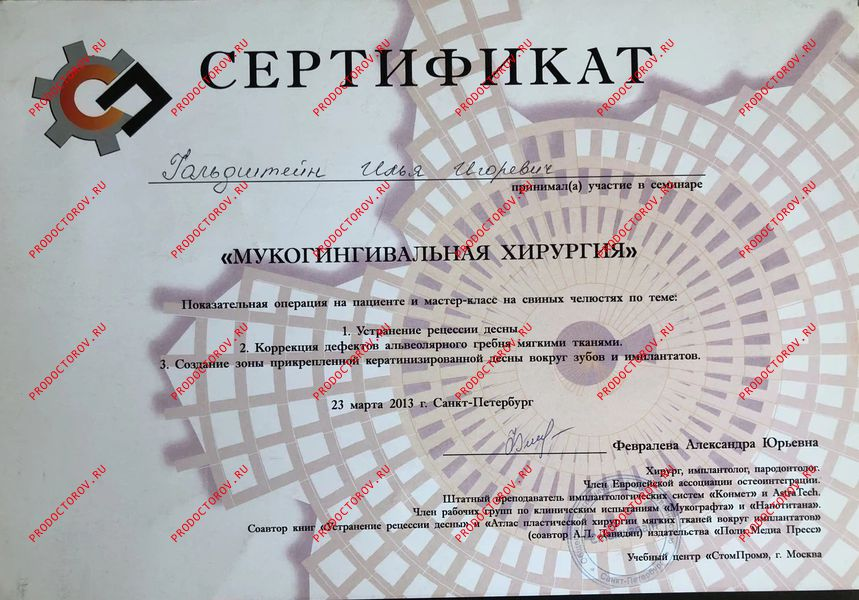 СЕРТИФИКАТ
Гольдштейн Илья Игоревич
принимал(а) участие в семинаре
«МУКОГИНГИВАЛЬНАЯ ХИРУРГИЯ»
Показательная операция на пациенте и мастер-класс на свиных челюстях по теме:
1. Устранение рецессии десны.
2. Коррекция дефектов альвеолярного гребня мягкими тканями.
3. Создание зоны прикрепленной кератинизированной десны вокруг зубов и имплантатов.
23 марта 2013 г. Санкт-Петербург
Февралева Александра Юрьевна
Хирург, имплантолог, пародонтолог.
Член Европейской ассоциации остеоинтеграции.
Штатный преподаватель имплантологических систем «Конмет» и AstraTech.
Член рабочих групп по клиническим испытаниям «Мукографта» и «Нанотитана».
Соавтор книг «Устранение рецессии десны» и «Атлас пластической хирургии мягких тканей вокруг имплантатов»
(соавтор А.Л. Давидян) издательства «Поли Медиа Пресс»
Учебный центр «СтомПром», г. Москва
Санкт-Петербург
PRODOCTOROV.RU